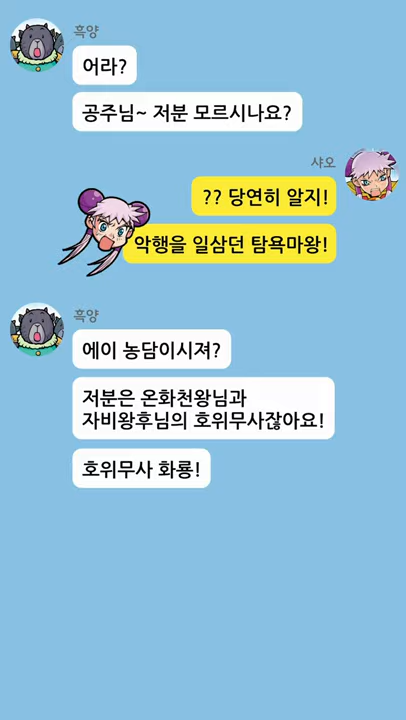 흑양
어라?
공주님~ 저분 모르시나요?
샤오
?? 당연히 알지!
악행을 일삼던 탐욕마왕!
흑양
에이 농담이시져?
저분은 온화천왕님과
자비왕후님의 호위무사잖아요!
호위무사 화룡!